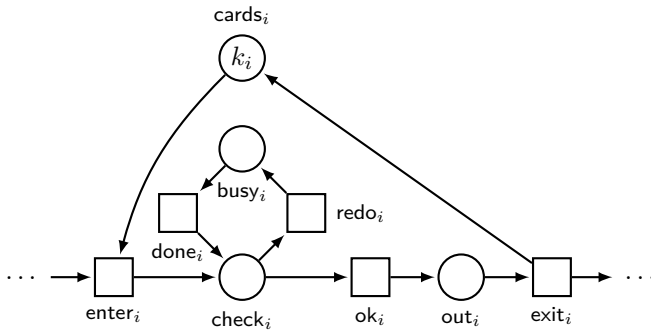 cards_i
k_i
busy_i
redo_i
done_i
... ...
enter_i check_i ok_i out_i exit_i